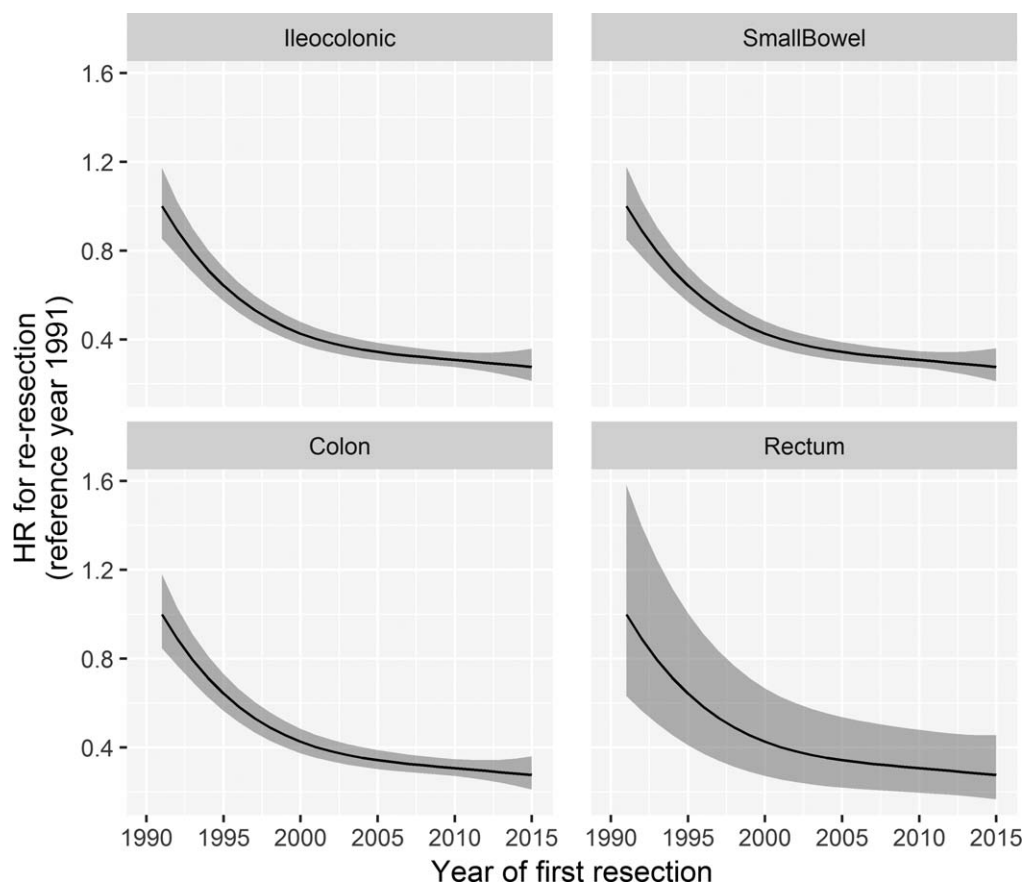 Ileocolonic
SmallBowel
1.6
1.2
0.8
0.4
Colon
Rectum
1.6
1.2
0.8
0.4
HR for re-resection
(reference year 1991)
1990 1995 2000 2005 2010 2015
1990 1995 2000 2005 2010 2015
Year of first resection